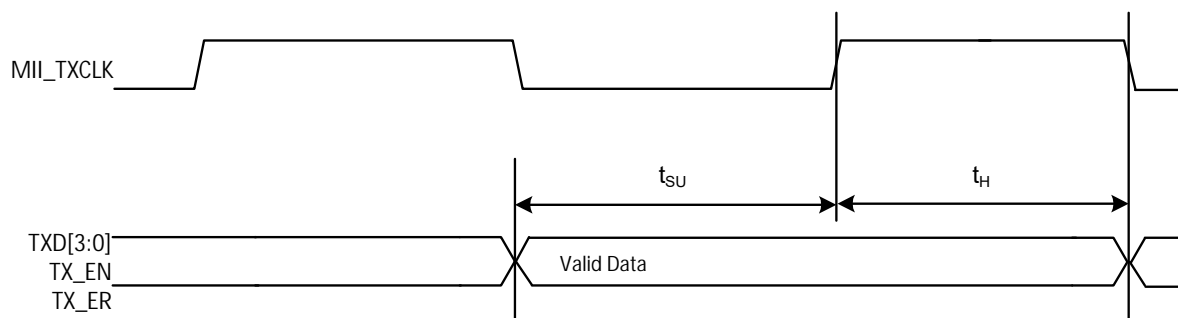 MII_TXCLK
tSU
tH
TXD[3:0]
TX_EN
TX_ER
Valid Data